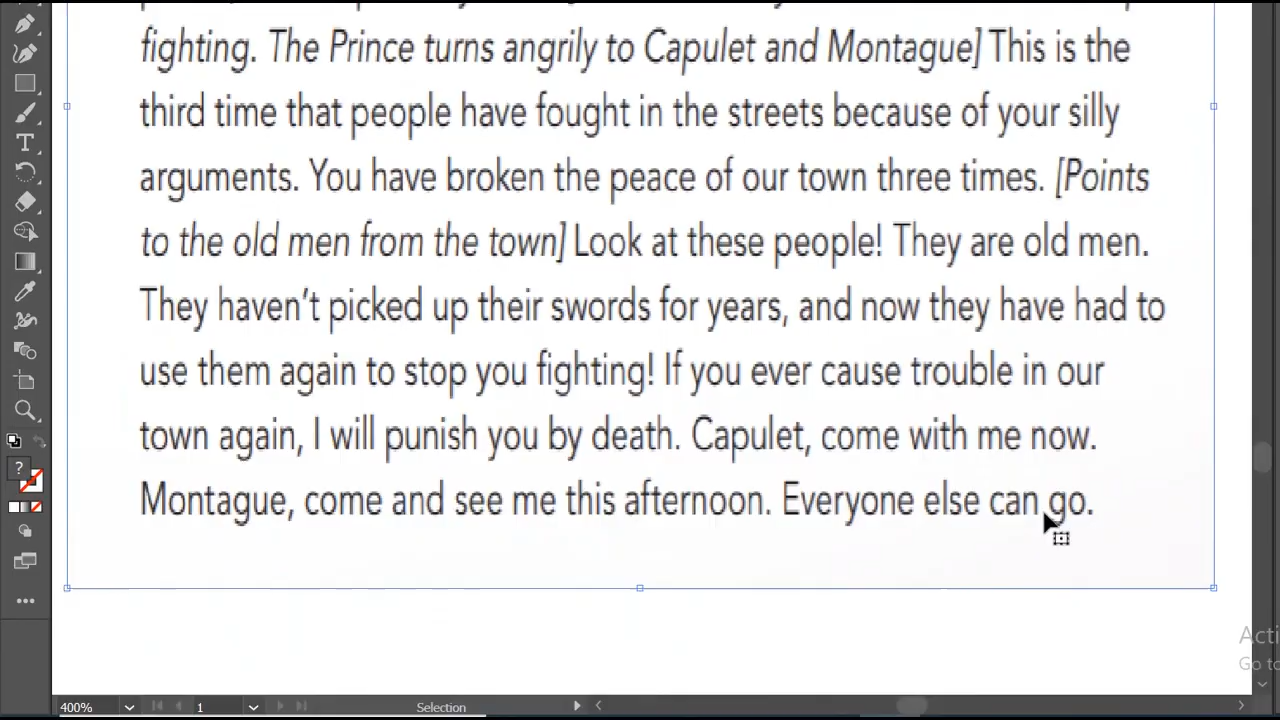 fighting. The Prince turns angrily to Capulet and Montague] This is the
third time that people have fought in the streets because of your silly
arguments. You have broken the peace of our town three times. [Points
to the old men from the town] Look at these people! They are old men.
They haven’t picked up their swords for years, and now they have had to
use them again to stop you fighting! If you ever cause trouble in our
town again, I will punish you by death. Capulet, come with me now.
Montague, come and see me this afternoon. Everyone else can go.
Acti
Go to
400% 1 Selection